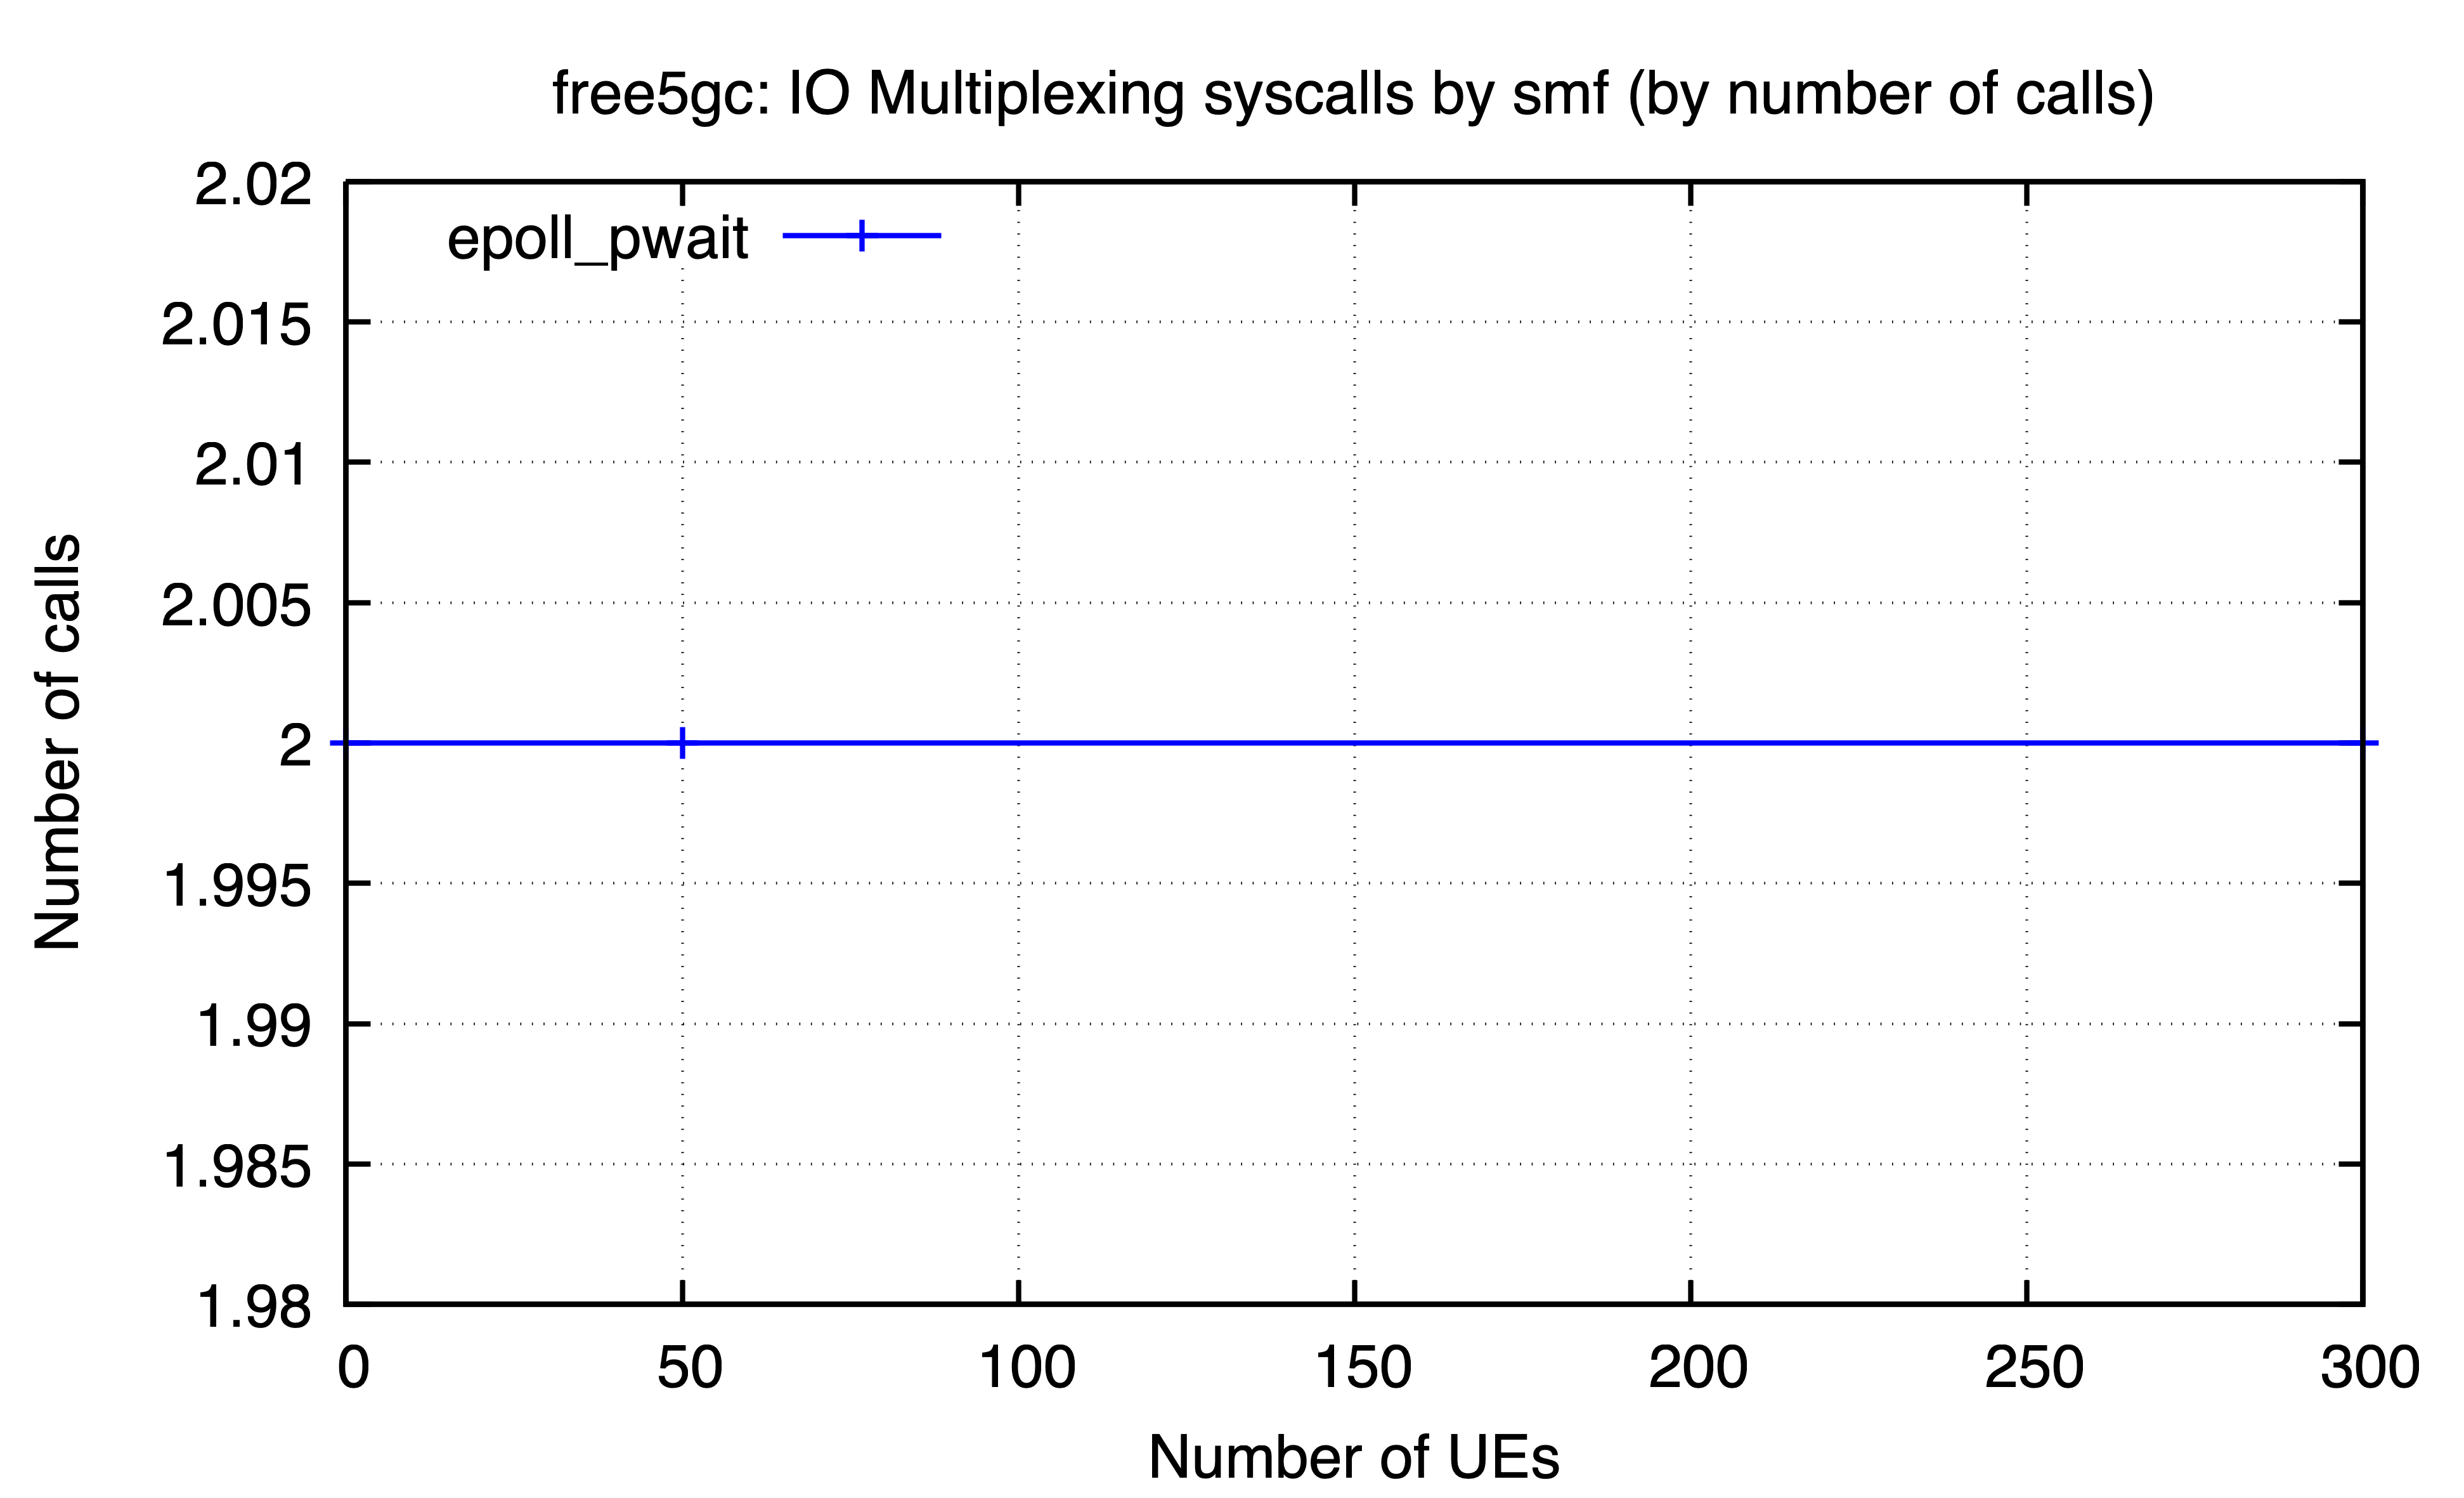 free5gc: IO Multiplexing syscalls by smf (by number of calls)
2.02
epoll_pwait
2.015
2.01
2.005
2
1.995
1.99
1.985
1.98
Number of calls
0 50 100 150 200 250 300
Number of UEs